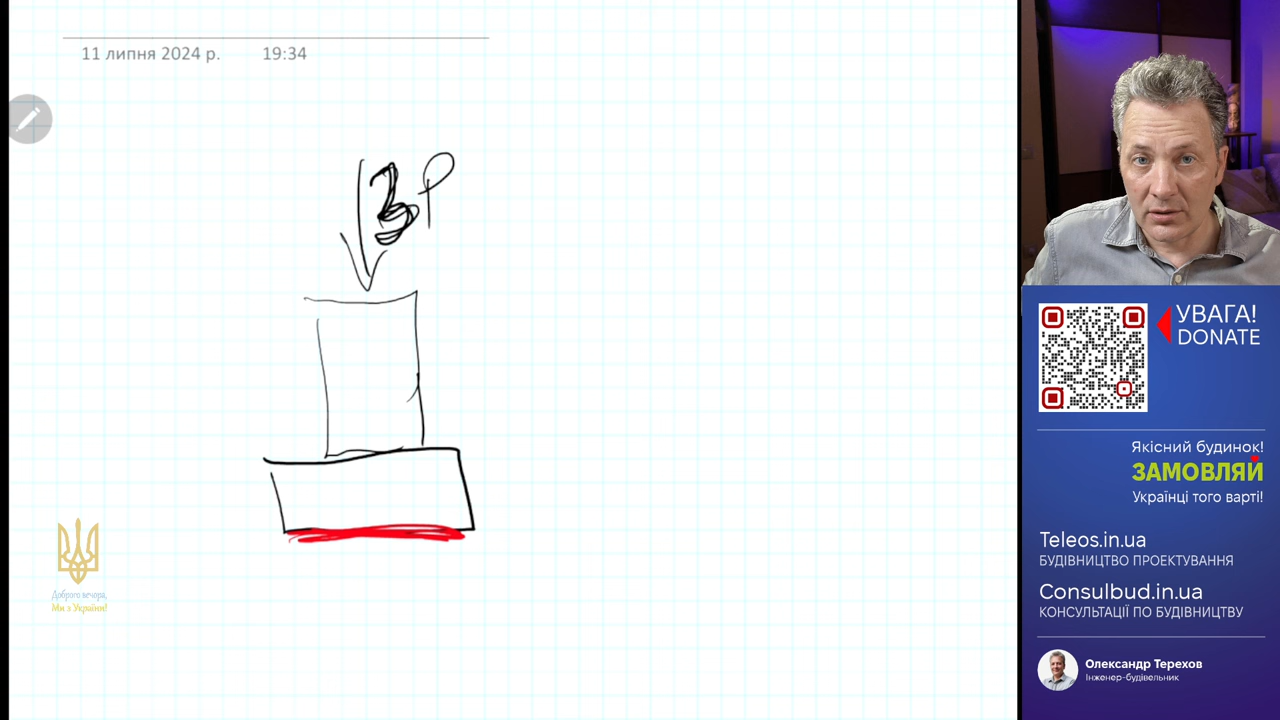 11 липня 2024 р. 19:34
P
Доброго вечора,
Ми з України!
УВАГА!
DONATE
Якісний будинок!
ЗАМОВЛЯЙ
Українці того варті!
Teleos.in.ua
БУДІВНИЦТВО ПРОЕКТУВАННЯ
Consulbud.in.ua
КОНСУЛЬТАЦІЇ ПО БУДІВНИЦТВУ
Олександр Терехов
Інженер-будівельник